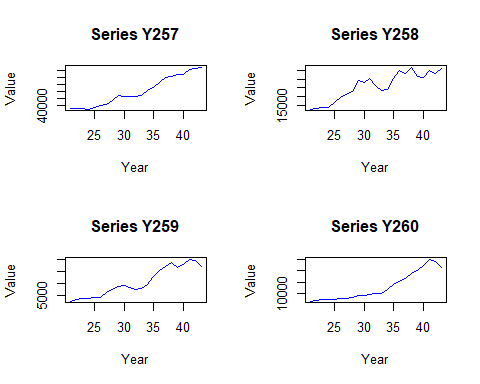 Series Y257
Value
40000
25 30 35 40
Year
Series Y258
Value
15000
25 30 35 40
Year
Series Y259
Value
5000
25 30 35 40
Year
Series Y260
Value
10000
25 30 35 40
Year